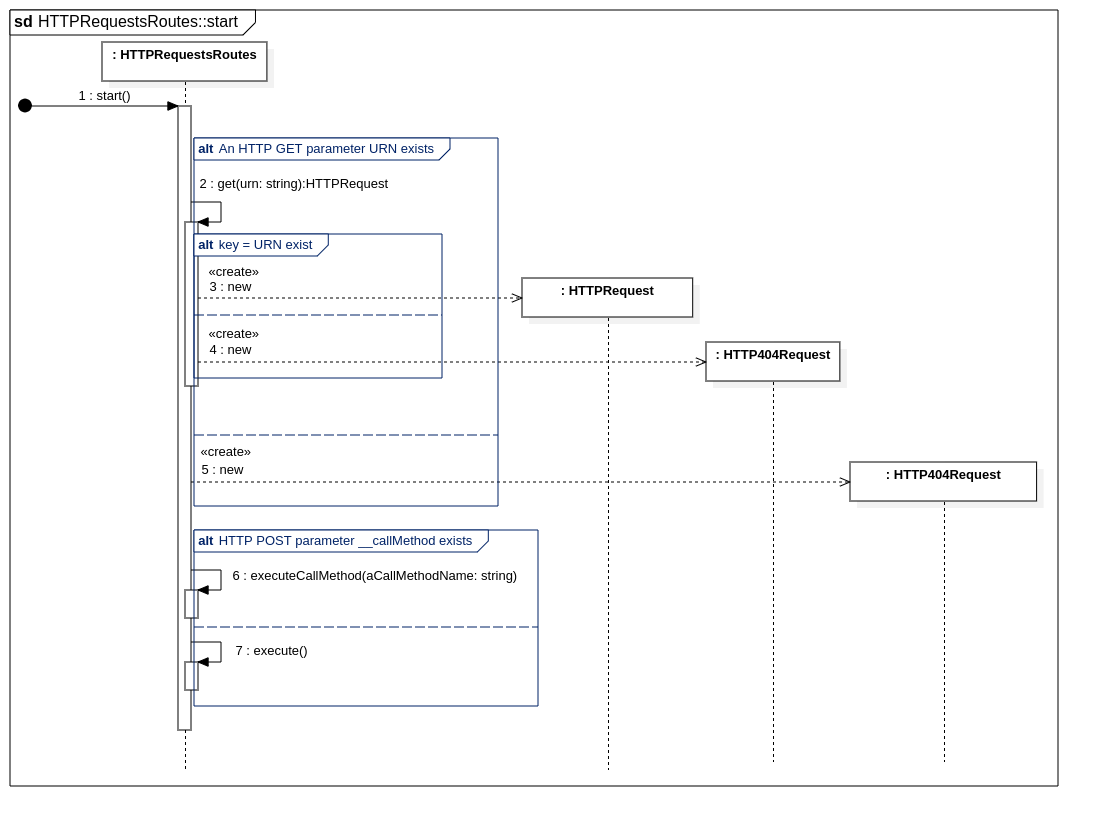 sd HTTPRequestsRoutes::start
: HTTPRequestsRoutes
1 : start()
alt An HTTP GET parameter URN exists
2 : get(urn: string):HTTPRequest
alt key = URN exist
«create»
3 : new
: HTTPRequest
«create»
4 : new
: HTTP404Request
«create»
5 : new
: HTTP404Request
alt HTTP POST parameter __callMethod exists
6 : executeCallMethod(aCallMethodName: string)
7 : execute()